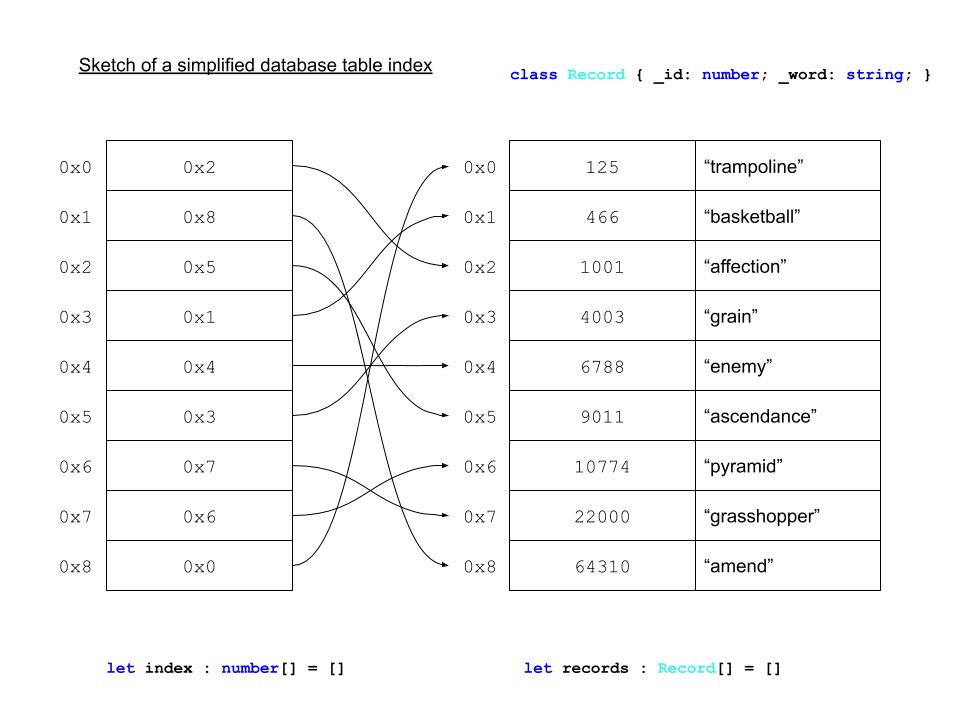 Sketch of a simplified database table index
class Record { _id: number; _word: string; }
0x0 0x2 0x0 125 “trampoline”
0x1 0x8 0x1 466 “basketball”
0x2 0x5 0x2 1001 “affection”
0x3 0x1 0x3 4003 “grain”
0x4 0x4 0x4 6788 “enemy”
0x5 0x3 0x5 9011 “ascendance”
0x6 0x7 0x6 10774 “pyramid”
0x7 0x6 0x7 22000 “grasshopper”
0x8 0x0 0x8 64310 “amend”
let index : number[] = []
let records : Record[] = []